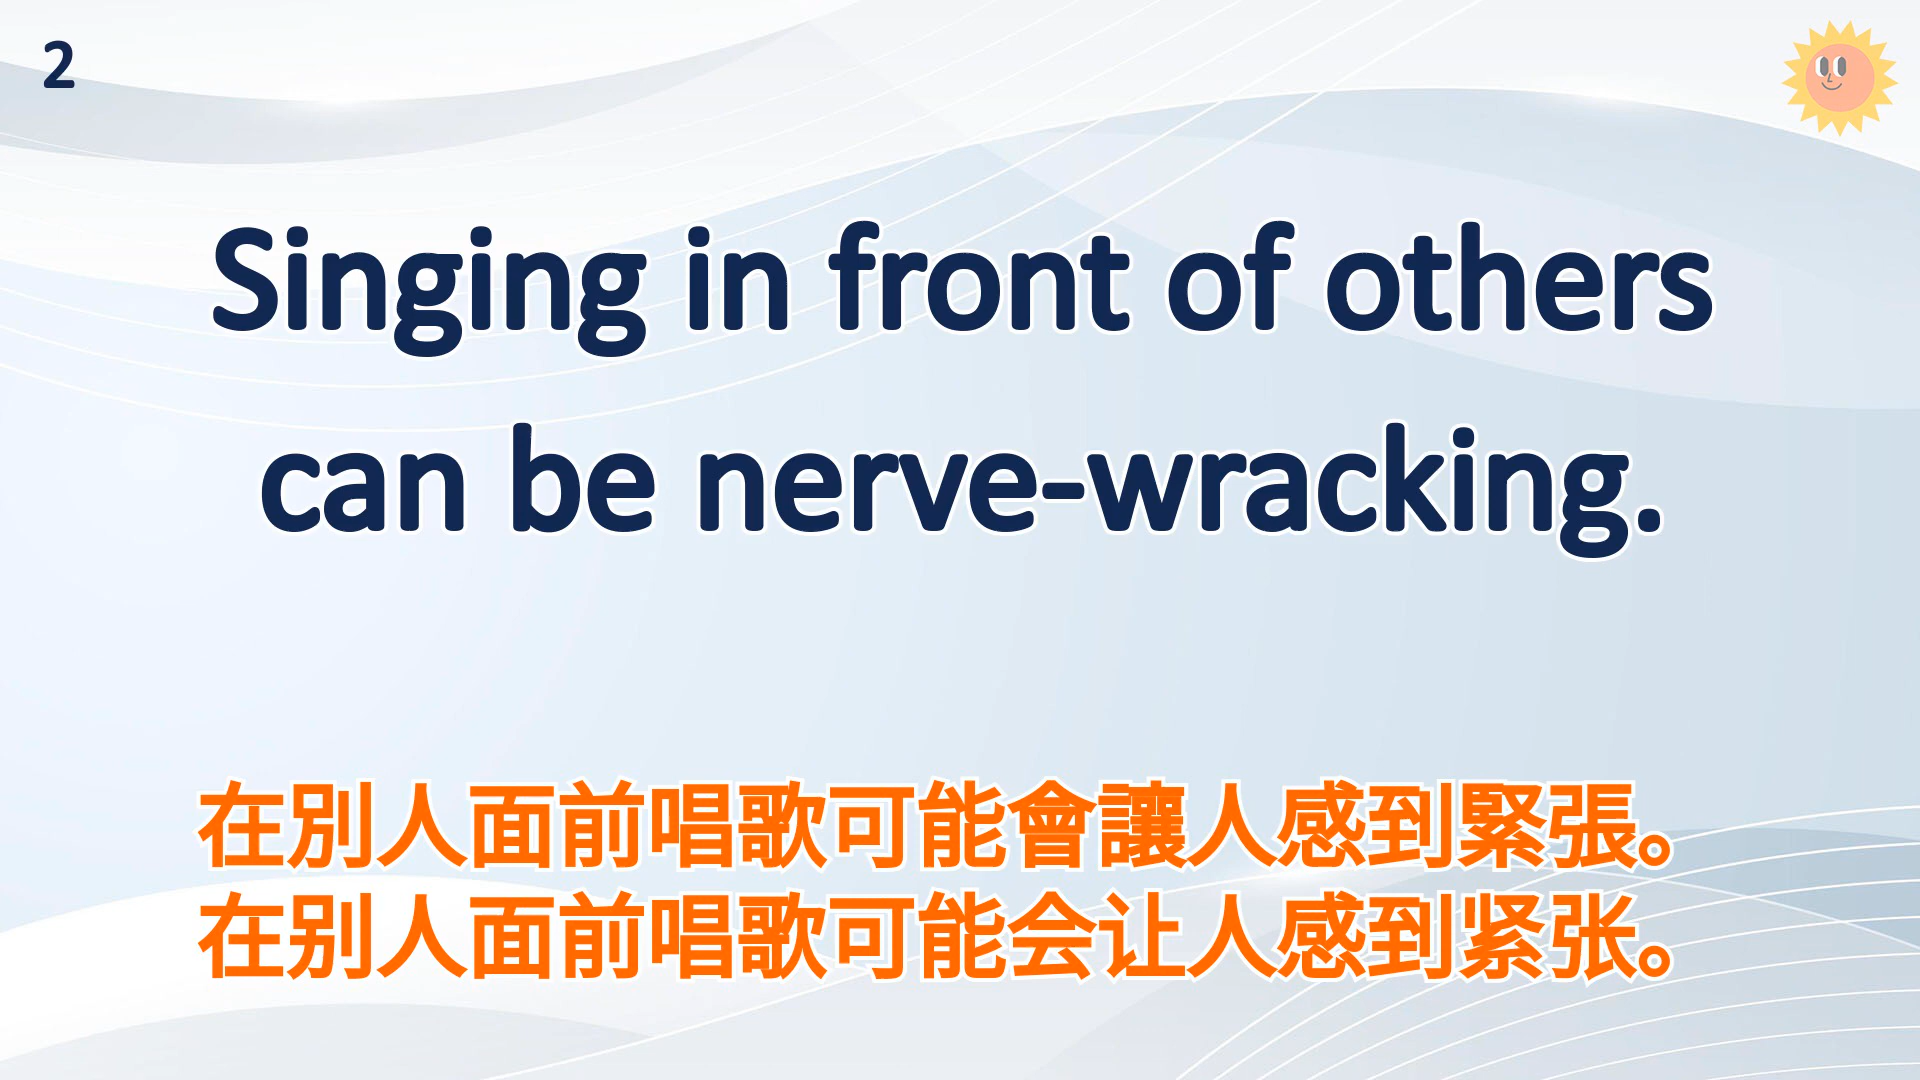 2
Singing in front of others
can be nerve-wracking.
在別人面前唱歌可能會讓人感到緊張。
在别人面前唱歌可能会让人感到紧张。